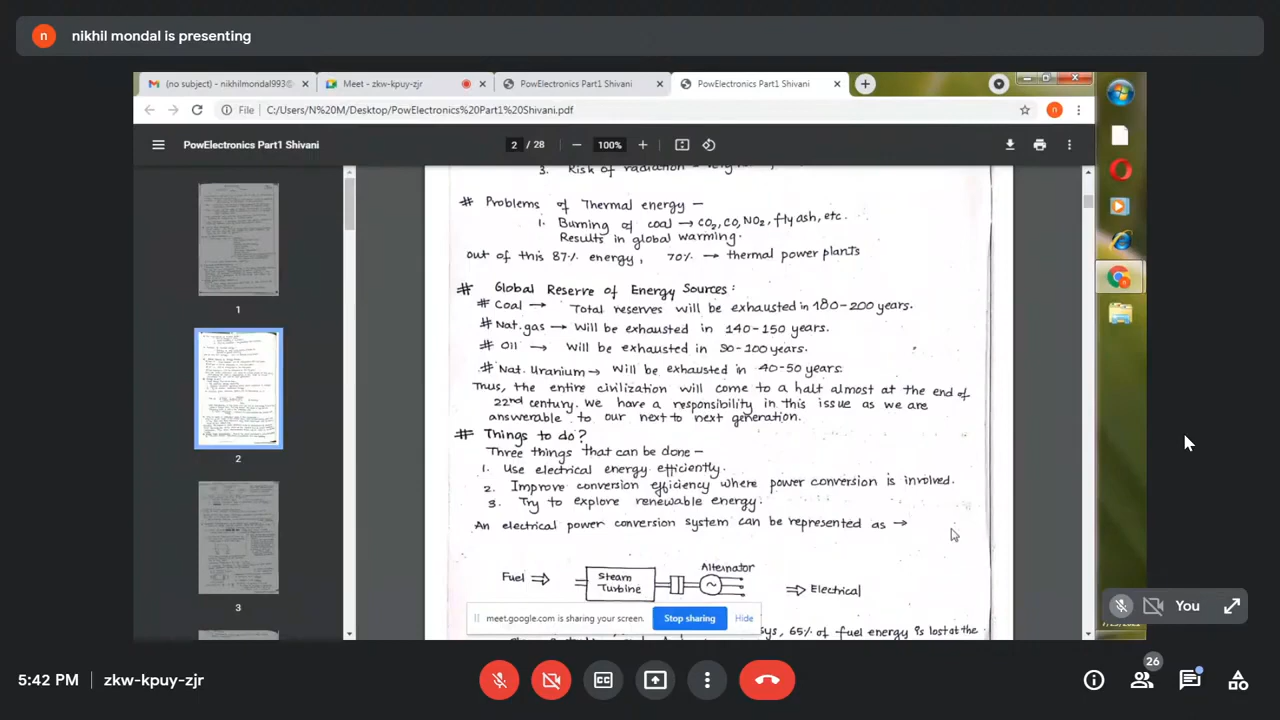 nikhil mondal is presenting
(no subject) - nikhilmondal993@
Meet - zkw-kpuy-zjr
PowElectronics Part1 Shivani
PowElectronics Part1 Shivani
File
C:/Users/N%20M/Desktop/PowElectronics%20Part1%20Shivani.pdf
PowElectronics Part1 Shivani
2 / 28
100%
3. Risk of radiation -
# Problems of Thermal energy —
1. Burning of coal → CO2, CO, NO2, fly ash, etc.
Results in global warming.
out of this 87% energy, 70% → thermal power plants
# Global Reserve of Energy Sources:
# Coal → Total reserves will be exhausted in 180-200 years.
# Nat. gas → Will be exhausted in 140-150 years.
# Oil → Will be exhausted in 80-100 years.
# Nat. Uranium → Will be exhausted in 40-50 years.
Thus, the entire civilization will come to a halt almost at the end of
22nd century. We have a reponsibility in this issue as we are
answerable to our next to next generation.
# Things to do?
Three things that can be done —
1. Use electrical energy efficiently.
2. Improve conversion efficiency where power conversion is involved.
3. Try to explore renewable energy.
An electrical power conversion system can be represented as →
Alternator
Fuel ⇒
Steam
Turbine
⇒ Electrical
meet.google.com is sharing your screen.
Stop sharing
Hide
sys, 65% of fuel energy is lost at the
1
2
3
You
5:42 PM
zkw-kpuy-zjr
26